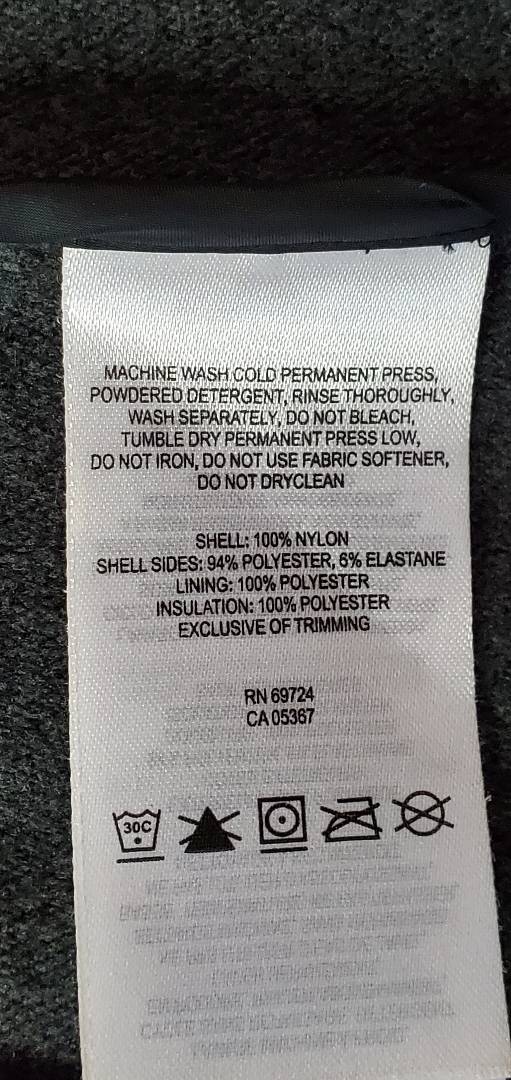 MACHINE WASH COLD PERMANENT PRESS,
POWDERED DETERGENT, RINSE THOROUGHLY,
WASH SEPARATELY, DO NOT BLEACH,
TUMBLE DRY PERMANENT PRESS LOW,
DO NOT IRON, DO NOT USE FABRIC SOFTENER,
DO NOT DRYCLEAN
SHELL: 100% NYLON
SHELL SIDES: 94% POLYESTER, 6% ELASTANE
LINING: 100% POLYESTER
INSULATION: 100% POLYESTER
EXCLUSIVE OF TRIMMING
RN 69724
CA 05367
30C